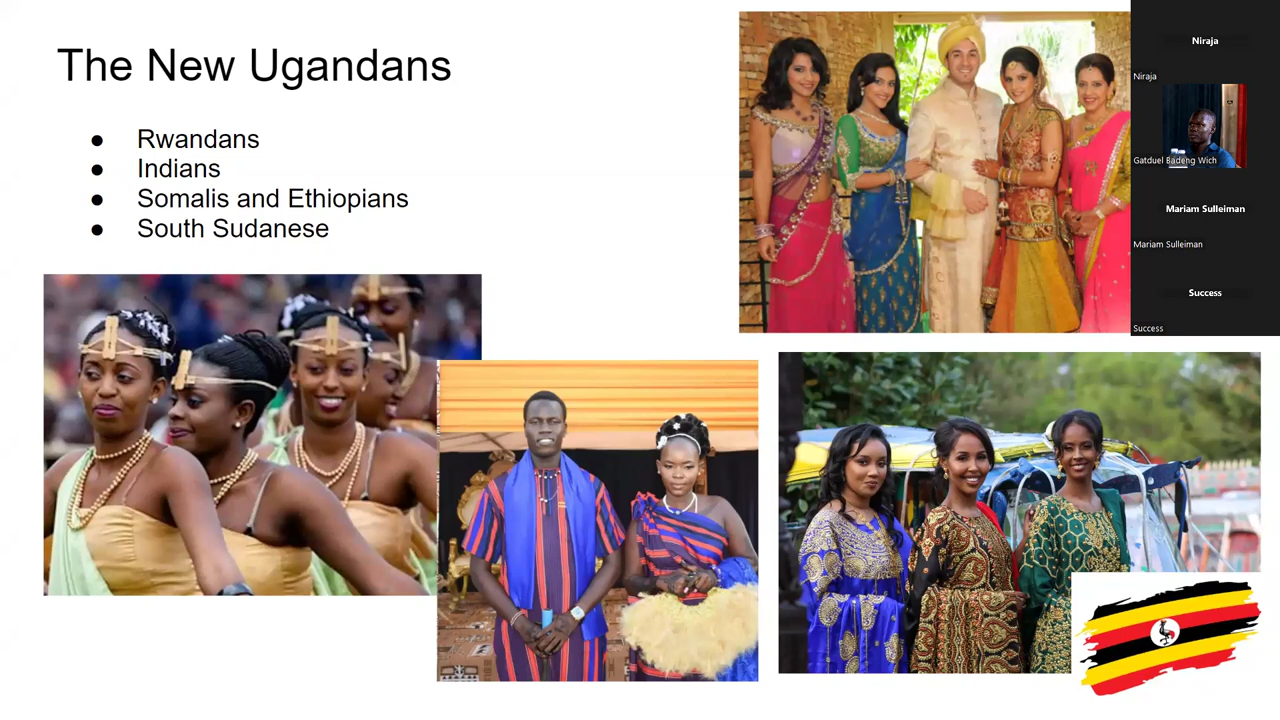 The New Ugandans
● Rwandans
● Indians
● Somalis and Ethiopians
● South Sudanese
Niraja
Niraja
Gatduel Badeng Wich
Mariam Sulleiman
Mariam Sulleiman
Success
Success